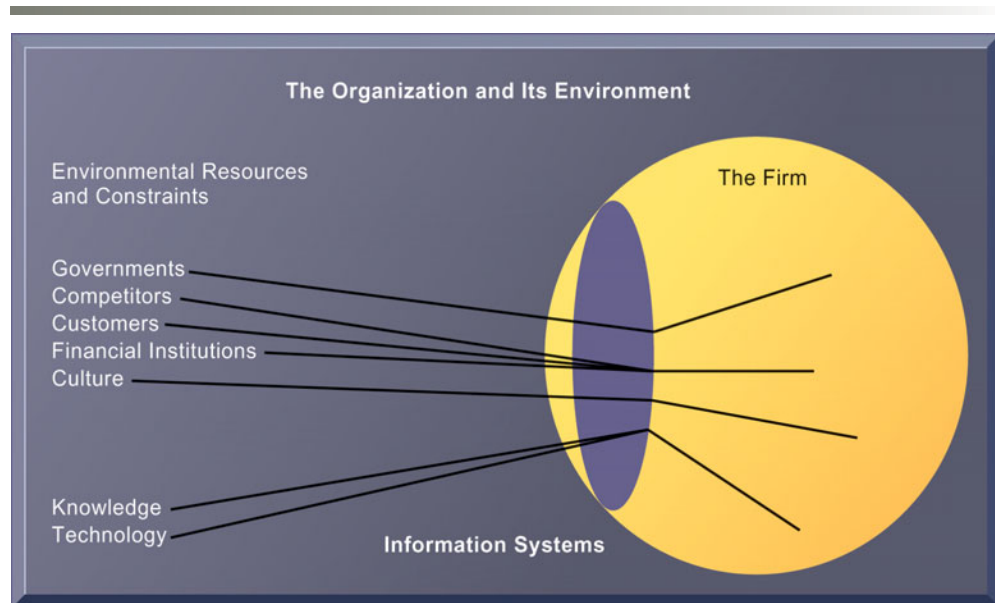 The Organization and Its Environment
Environmental Resources
and Constraints
The Firm
Governments
Competitors
Customers
Financial Institutions
Culture
Knowledge
Technology
Information Systems